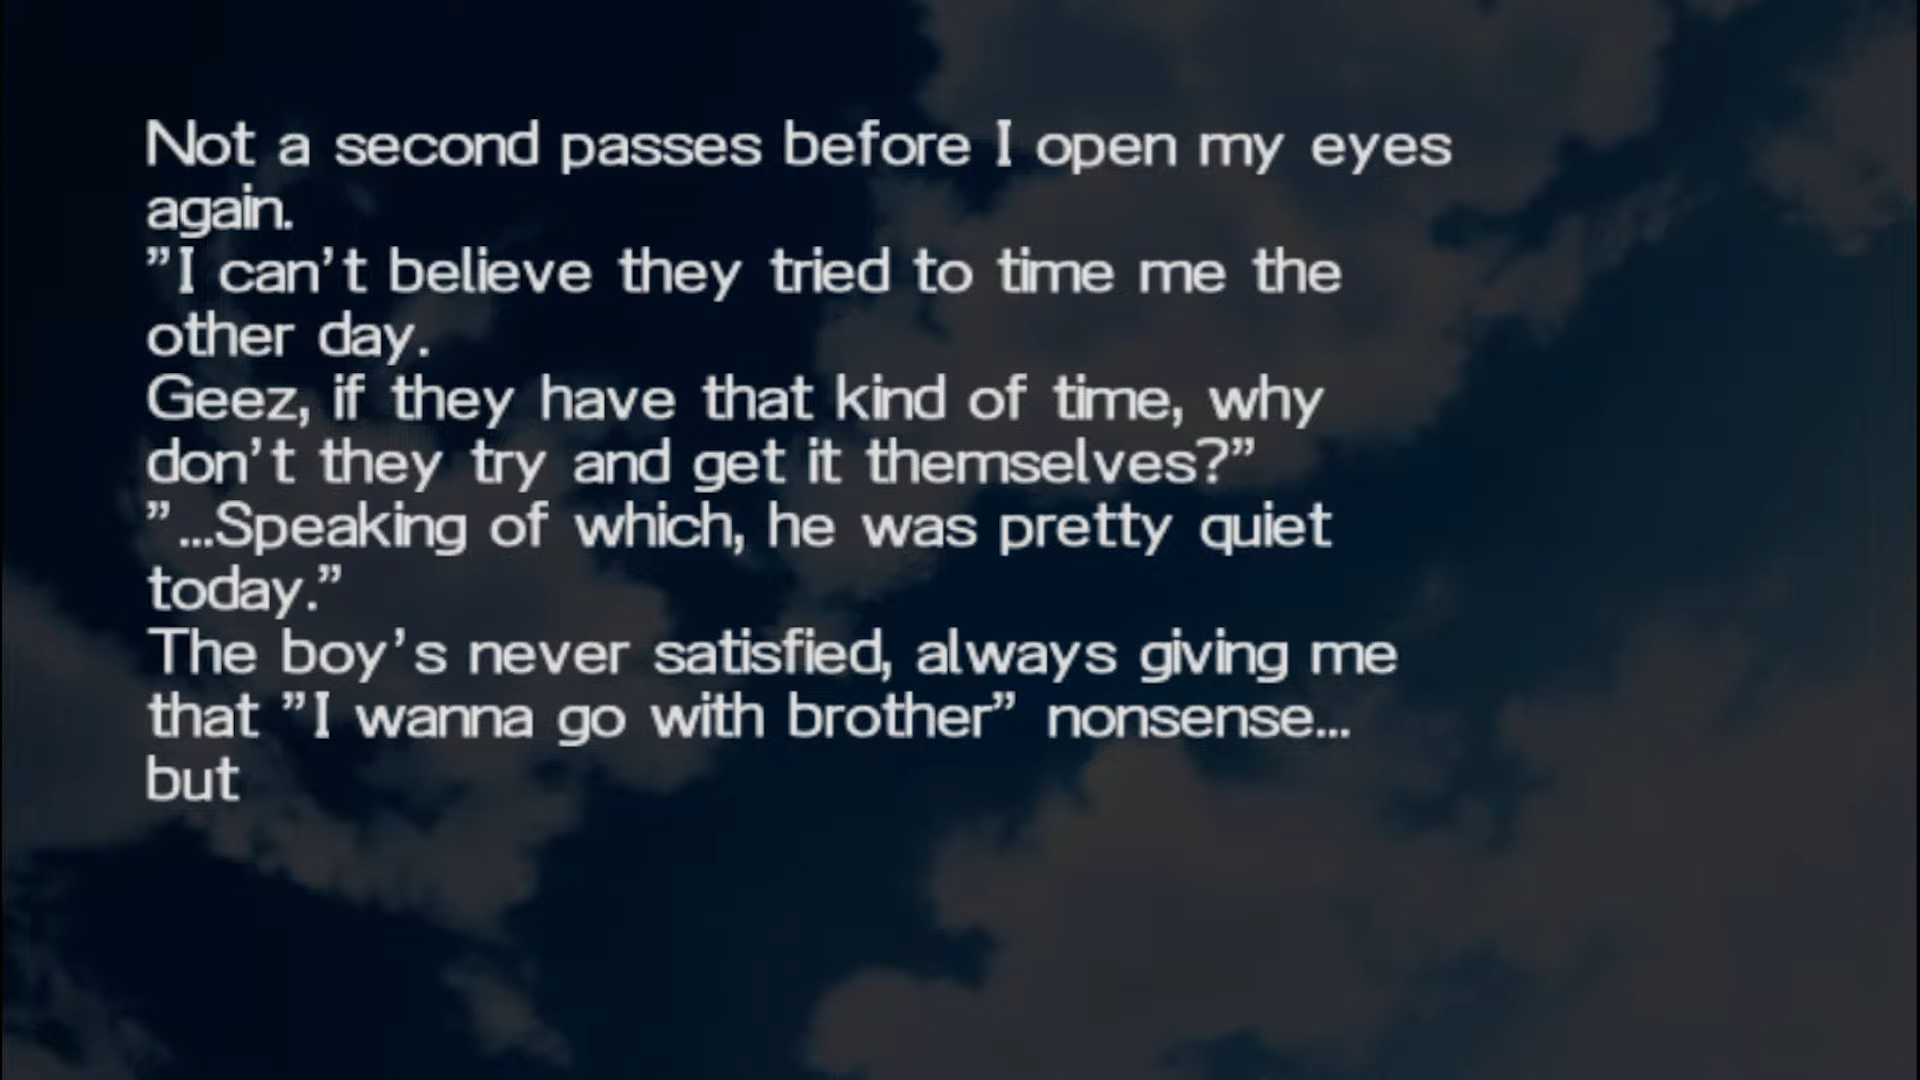 Not a second passes before I open my eyes
again.
”I can’t believe they tried to time me the
other day.
Geez, if they have that kind of time, why
don’t they try and get it themselves?”
”...Speaking of which, he was pretty quiet
today.”
The boy’s never satisfied, always giving me
that ”I wanna go with brother” nonsense...
but